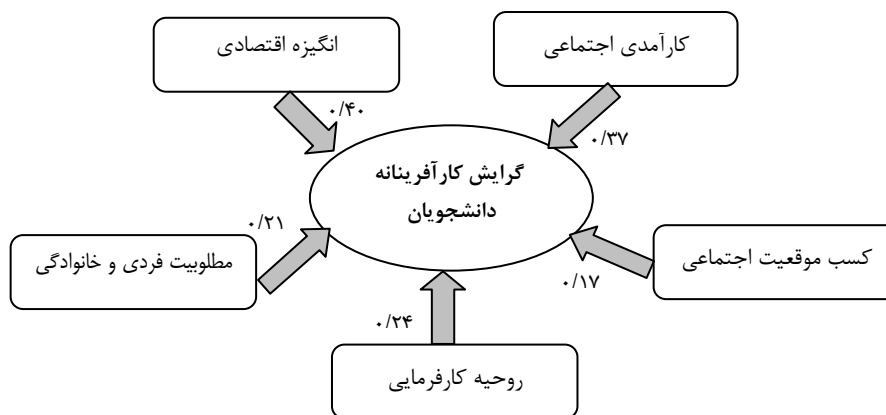 کارآمدی اجتماعی
انگیزه اقتصادی
۰/۳۷
۰/۴۰
گرایش کارآفرینانه
دانشجویان
کسب موقعیت اجتماعی
۰/۱۷
۰/۲۱
مطلوبیت فردی و خانوادگی
۰/۲۴
روحیه کارفرمایی